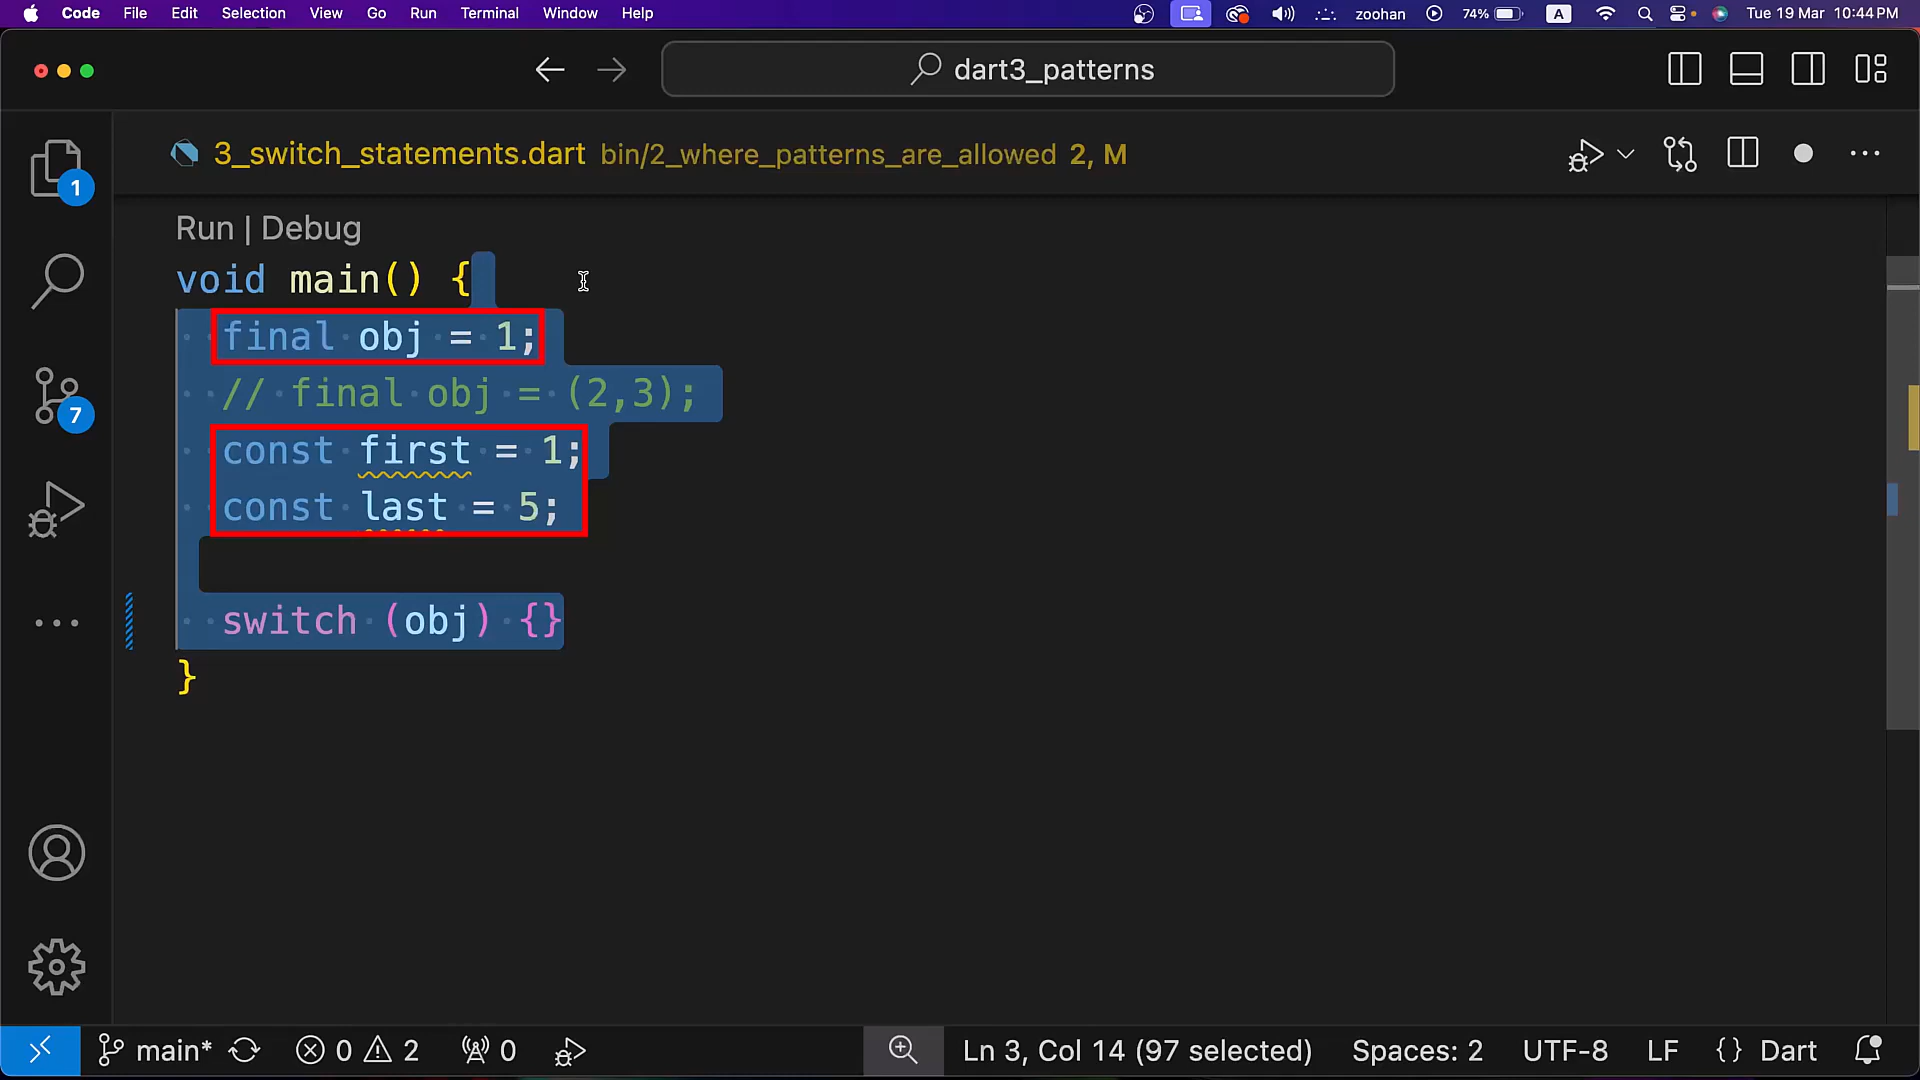 Code File Edit Selection View Go Run Terminal Window Help zoohan 74% A Tue 19 Mar 10:44 PM
dart3_patterns
3_switch_statements.dart bin/2_where_patterns_are_allowed 2, M
1
Run | Debug
void main() {
final obj = 1;
// final obj = (2,3);
const first = 1;
7
const last = 5;
switch (obj) {}
}
main* 0 2 0 Ln 3, Col 14 (97 selected) Spaces: 2 UTF-8 LF {} Dart